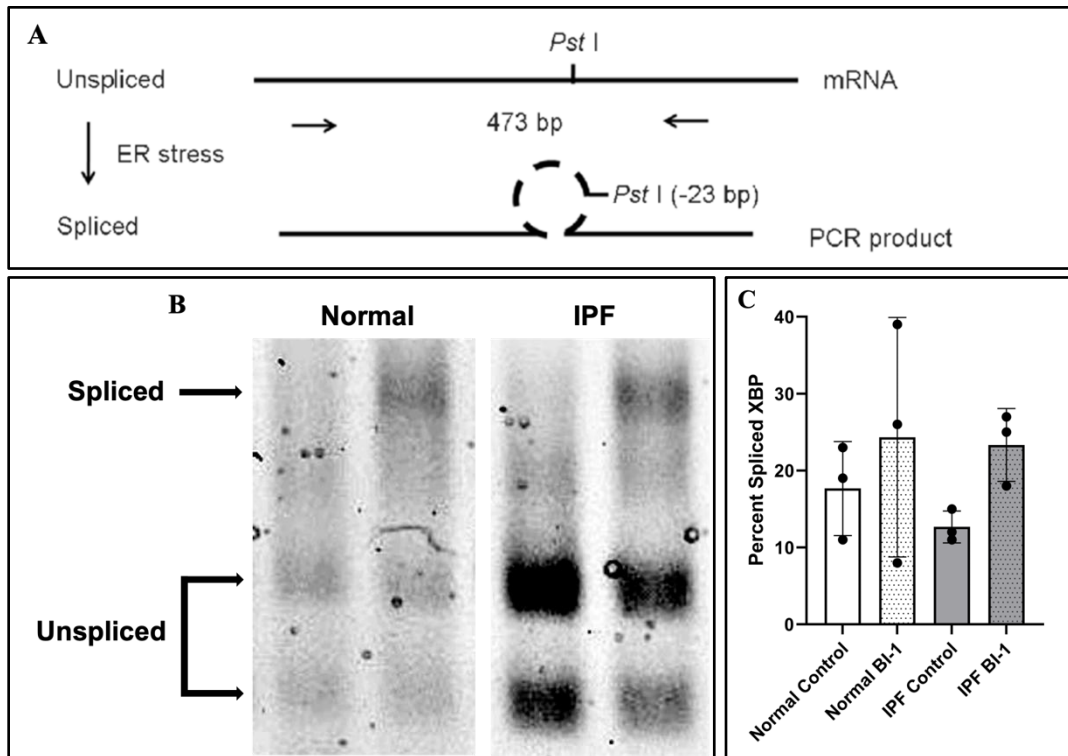 A
Pst I
Unspliced
mRNA
473 bp
ER stress
Pst I (-23 bp)
Spliced
PCR product
B
Normal
IPF
Spliced
Unspliced
C
Percent Spliced XBP
40
30
20
10
0
Normal Control
Normal BI-1
IPF Control
IPF BI-1